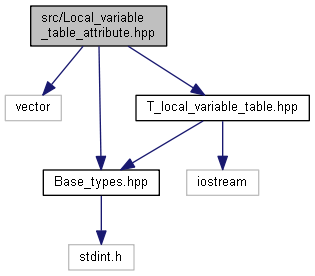 src/Local_variable
_table_attribute.hpp
vector
T_local_variable_table.hpp
Base_types.hpp
iostream
stdint.h